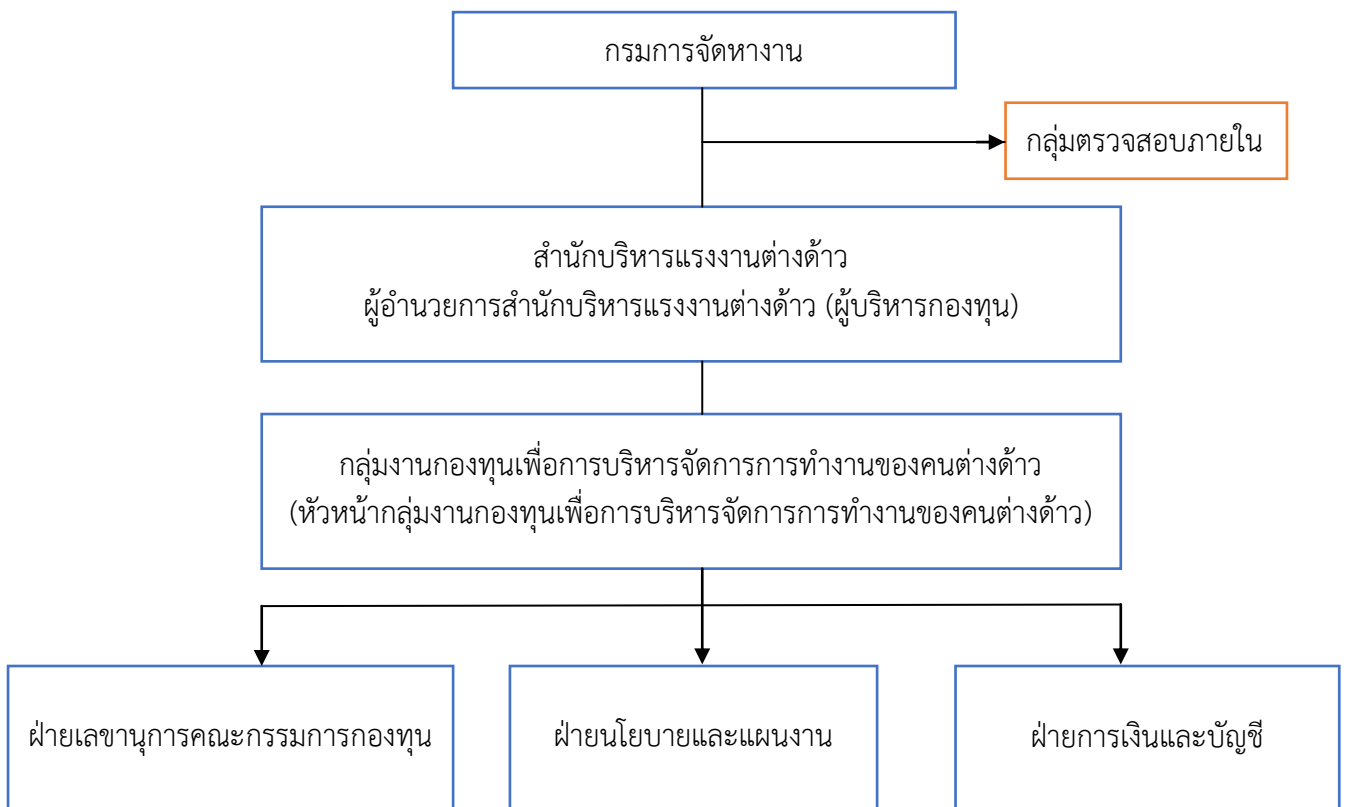 กรมการจัดหางาน
กลุ่มตรวจสอบภายใน
สำนักบริหารแรงงานต่างด้าว
ผู้อำนวยการสำนักบริหารแรงงานต่างด้าว (ผู้บริหารกองทุน)
กลุ่มงานกองทุนเพื่อการบริหารจัดการการทำงานของคนต่างด้าว
(หัวหน้ากลุ่มงานกองทุนเพื่อการบริหารจัดการการทำงานของคนต่างด้าว)
ฝ่ายเลขานุการคณะกรรมการกองทุน
ฝ่ายนโยบายและแผนงาน
ฝ่ายการเงินและบัญชี